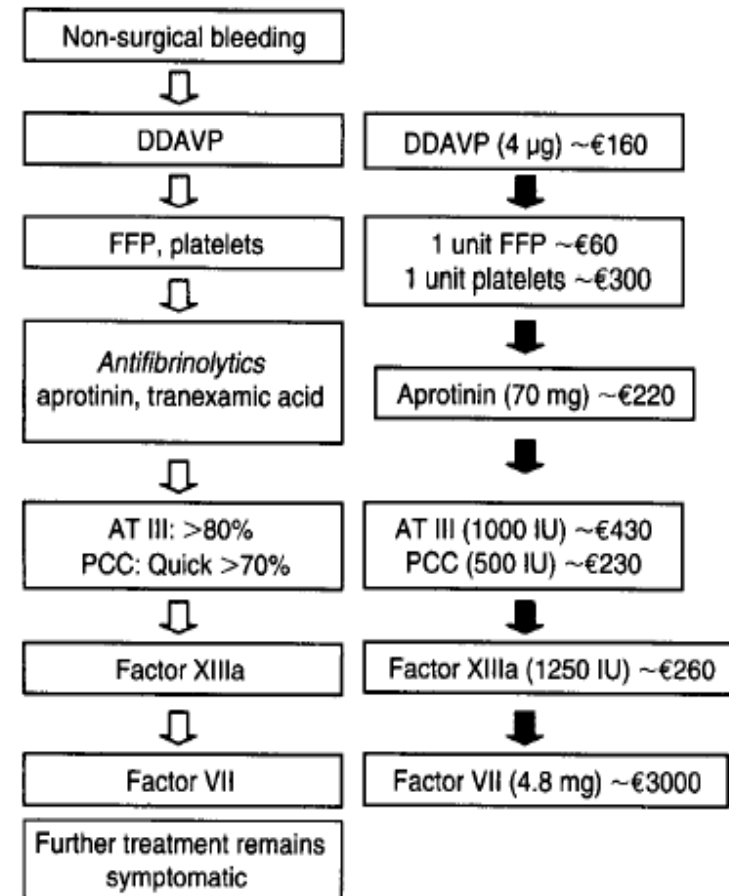 Non-surgical bleeding
DDAVP
DDAVP (4 µg) ~€160
FFP, platelets
1 unit FFP ~€60
1 unit platelets ~€300
Antifibrinolytics
aprotinin, tranexamic acid
Aprotinin (70 mg) ~€220
AT III: >80%
PCC: Quick >70%
AT III (1000 IU) ~€430
PCC (500 IU) ~€230
Factor XIIIa
Factor XIIIa (1250 IU) ~€260
Factor VII
Factor VII (4.8 mg) ~€3000
Further treatment remains
symptomatic